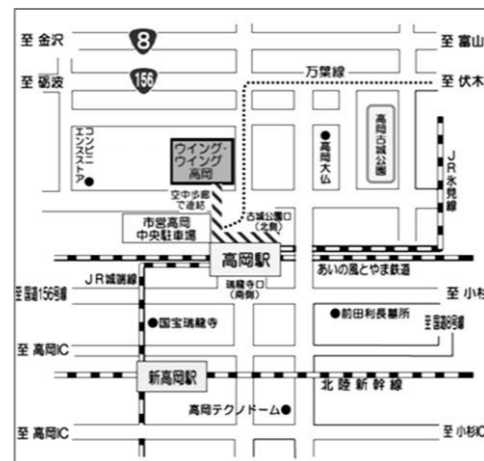 至 金沢
8
至 富山
至 砺波
156
万葉線
至 伏木
コンビニ
エンスストア
ウイング・
ウイング
高岡
高岡大仏
高岡古城公園
JR氷見線
空中歩廊
で連結
古城公園口
(北側)
市営高岡
中央駐車場
高岡駅
あいの風とやま鉄道
JR城端線
瑞龍寺口
(南側)
至 国道156号線
至 小杉
国宝瑞龍寺
前田利長墓所
至 国道8号線
至 高岡IC
新高岡駅
北陸新幹線
高岡テクノドーム
至 高岡IC
至 小杉IC